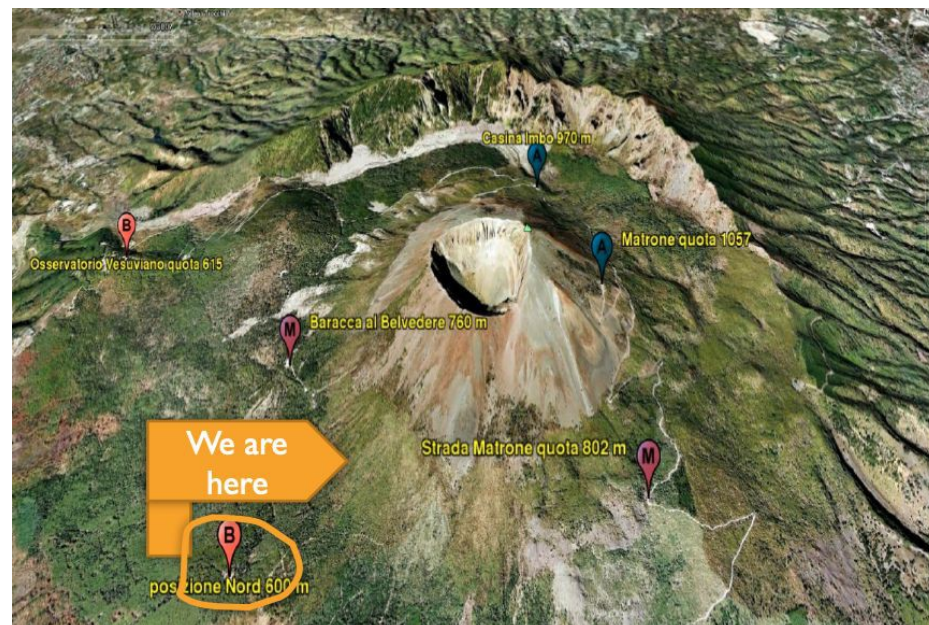 Casina Imbo 970 m
A
B
Matrone quota 1057
A
Osservatorio Vesuviano quota 615
M
Baracca al Belvedere 760 m
We are
here
Strada Matrone quota 802 m
M
B
posizione Nord 600 m